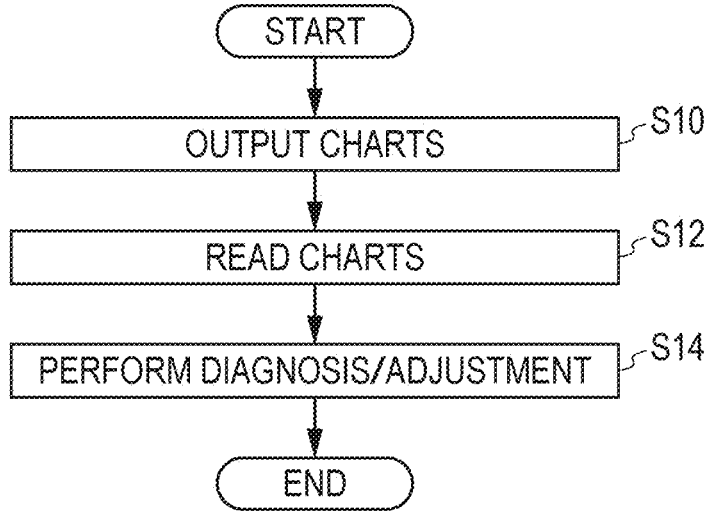 START
OUTPUT CHARTS
S10
READ CHARTS
S12
PERFORM DIAGNOSIS/ADJUSTMENT
S14
END